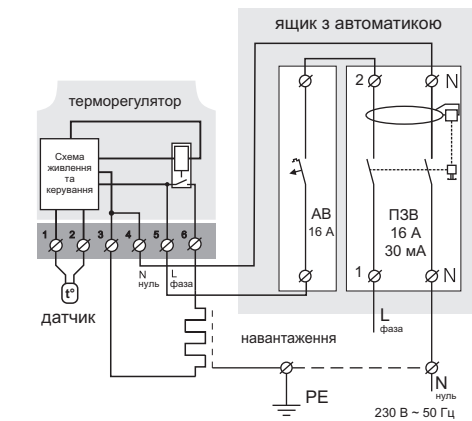 ящик з автоматикою
терморегулятор
Схема
живлення
та
керування
2
N
АВ
16 А
ПЗВ
16 А
30 мА
1 2 3 4 5 6
N
нуль
L
фаза
1
N
t°
датчик
L
фаза
навантаження
PE
N
нуль
230 В ~ 50 Гц